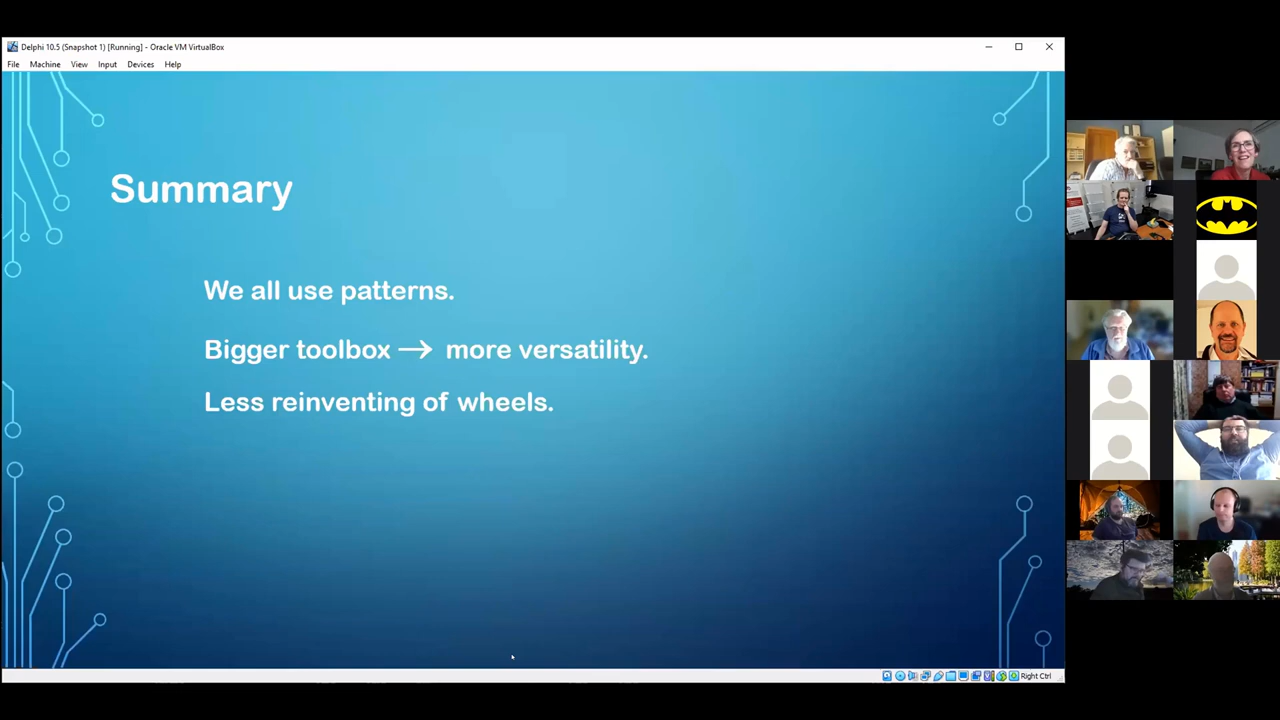 Delphi 10.5 (Snapshot 1) [Running] - Oracle VM VirtualBox
File Machine View Input Devices Help
Summary
We all use patterns.
Bigger toolbox → more versatility.
Less reinventing of wheels.
Right Ctrl